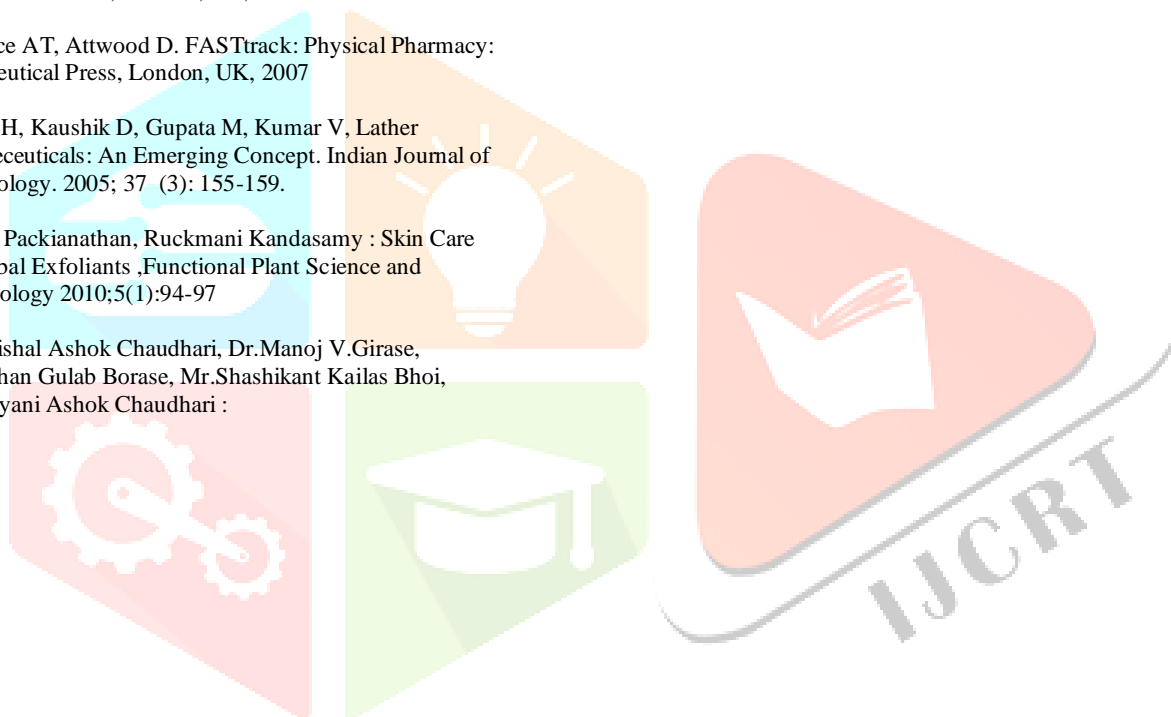 ce AT, Attwood D. FASTtrack: Physical Pharmacy:
eutical Press, London, UK, 2007
H, Kaushik D, Gupata M, Kumar V, Lather
eceuticals: An Emerging Concept. Indian Journal of
ology. 2005; 37 (3): 155-159.
Packianathan, Ruckmani Kandasamy : Skin Care
bal Exfoliants ,Functional Plant Science and
ology 2010;5(1):94-97
ishal Ashok Chaudhari, Dr.Manoj V.Girase,
han Gulab Borase, Mr.Shashikant Kailas Bhoi,
yani Ashok Chaudhari :
IJCRT